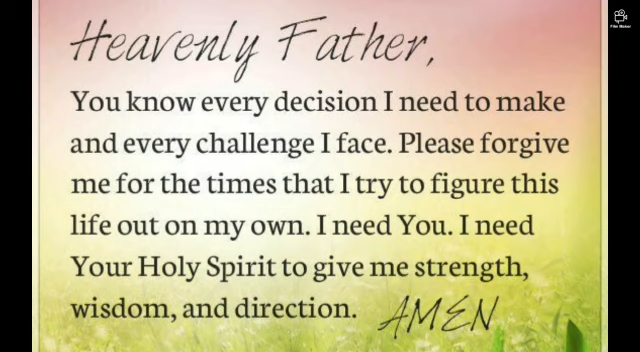 Heavenly Father,
You know every decision I need to make
and every challenge I face. Please forgive
me for the times that I try to figure this
life out on my own. I need You. I need
Your Holy Spirit to give me strength,
wisdom, and direction. AMEN
Film Maker